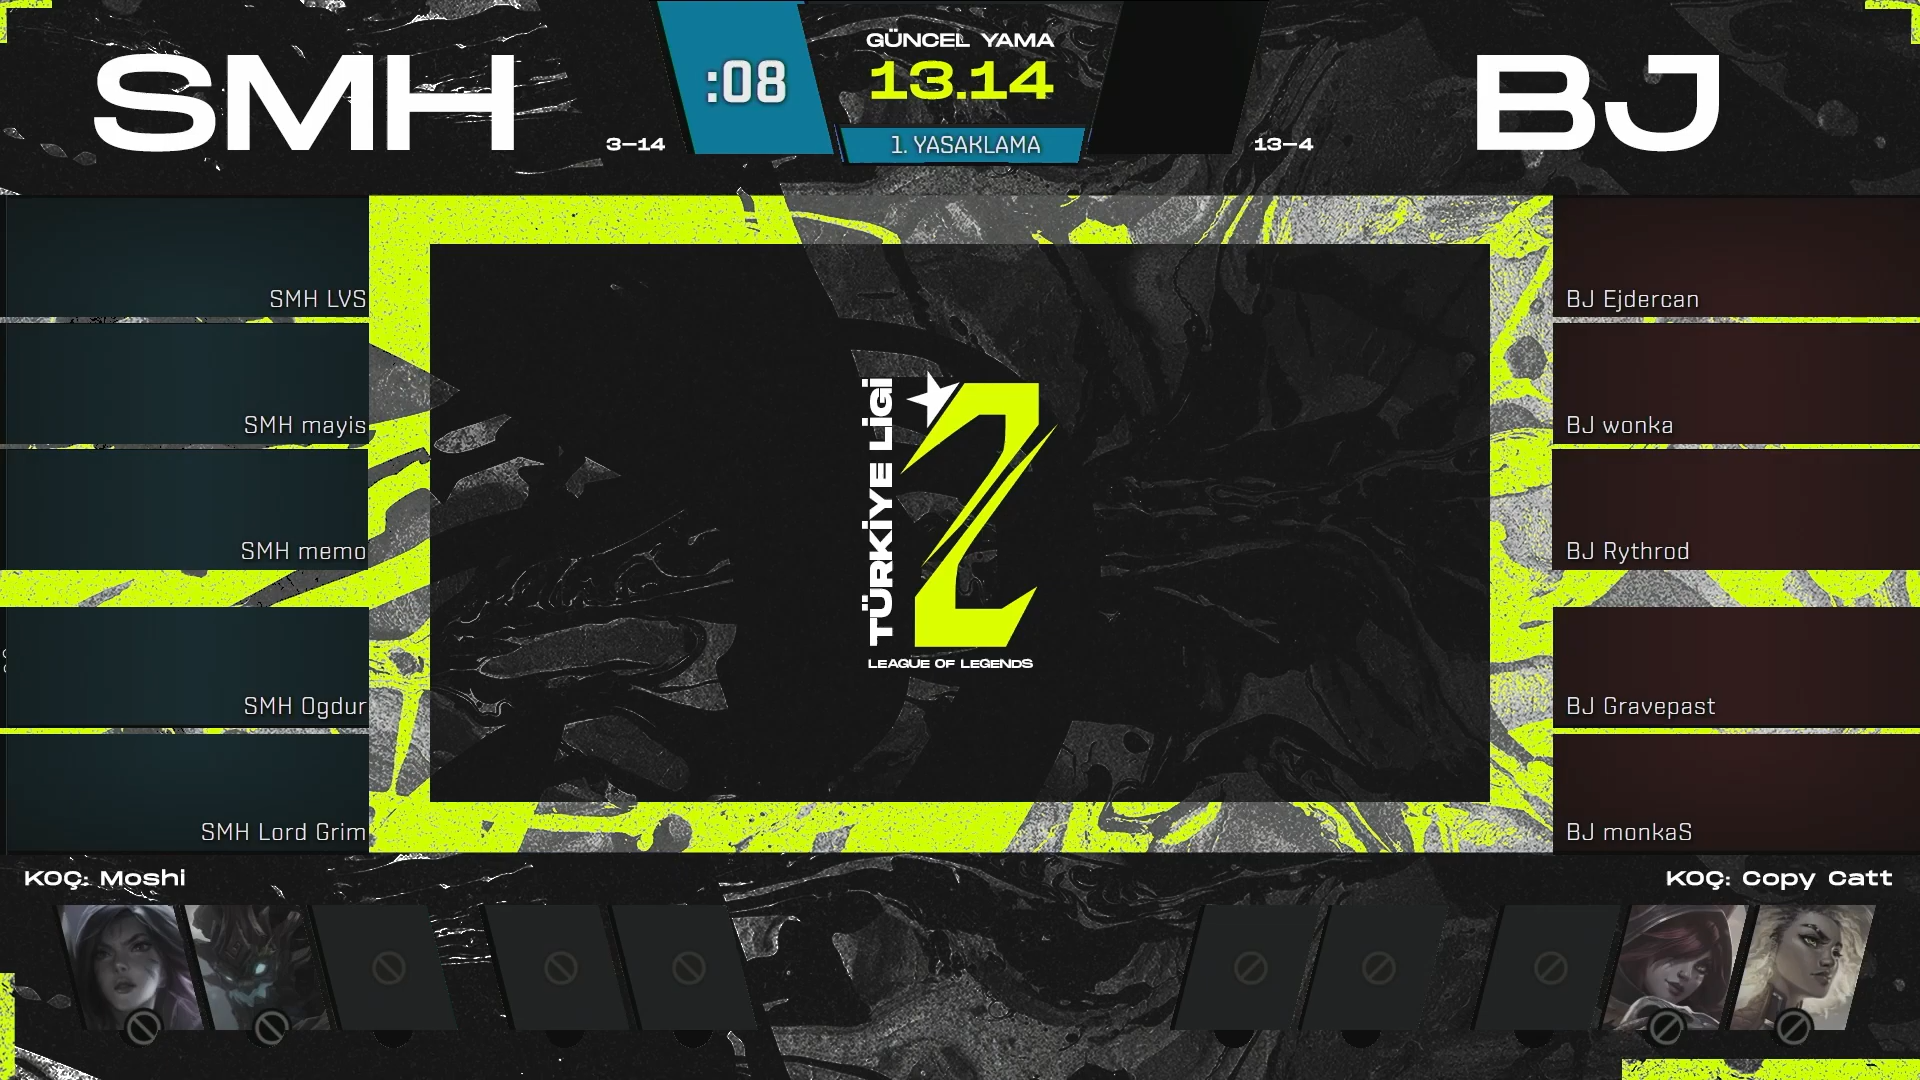 SMH
3–14
:08
GÜNCEL YAMA
13.14
1. YASAKLAMA
13–4
BJ
SMH LVS
SMH mayis
SMH memo
SMH Ogdur
SMH Lord Grim
TÜRKİYE LİGİ
2
LEAGUE OF LEGENDS
BJ Ejdercan
BJ wonka
BJ Rythrod
BJ Gravepast
BJ monkaS
KOÇ: Moshi
KOÇ: Copy Catt